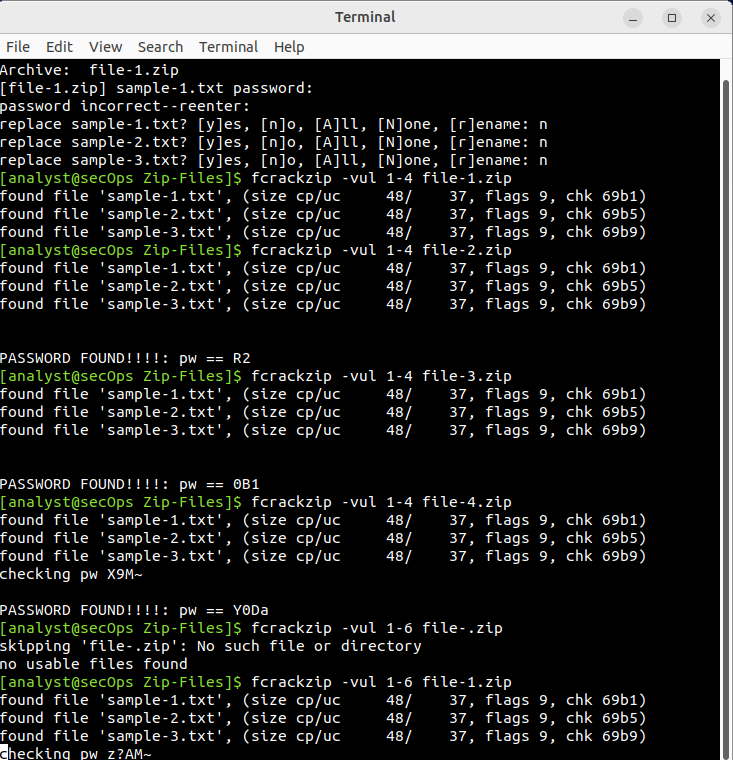 Terminal
File Edit View Search Terminal Help
Archive:  file-1.zip
[file-1.zip] sample-1.txt password:
password incorrect--reenter:
replace sample-1.txt? [y]es, [n]o, [A]ll, [N]one, [r]ename: n
replace sample-2.txt? [y]es, [n]o, [A]ll, [N]one, [r]ename: n
replace sample-3.txt? [y]es, [n]o, [A]ll, [N]one, [r]ename: n
[analyst@secOps Zip-Files]$ fcrackzip -vul 1-4 file-1.zip
found file 'sample-1.txt', (size cp/uc     48/    37, flags 9, chk 69b1)
found file 'sample-2.txt', (size cp/uc     48/    37, flags 9, chk 69b5)
found file 'sample-3.txt', (size cp/uc     48/    37, flags 9, chk 69b9)
[analyst@secOps Zip-Files]$ fcrackzip -vul 1-4 file-2.zip
found file 'sample-1.txt', (size cp/uc     48/    37, flags 9, chk 69b1)
found file 'sample-2.txt', (size cp/uc     48/    37, flags 9, chk 69b5)
found file 'sample-3.txt', (size cp/uc     48/    37, flags 9, chk 69b9)
PASSWORD FOUND!!!!: pw == R2
[analyst@secOps Zip-Files]$ fcrackzip -vul 1-4 file-3.zip
found file 'sample-1.txt', (size cp/uc     48/    37, flags 9, chk 69b1)
found file 'sample-2.txt', (size cp/uc     48/    37, flags 9, chk 69b5)
found file 'sample-3.txt', (size cp/uc     48/    37, flags 9, chk 69b9)
PASSWORD FOUND!!!!: pw == 0B1
[analyst@secOps Zip-Files]$ fcrackzip -vul 1-4 file-4.zip
found file 'sample-1.txt', (size cp/uc     48/    37, flags 9, chk 69b1)
found file 'sample-2.txt', (size cp/uc     48/    37, flags 9, chk 69b5)
found file 'sample-3.txt', (size cp/uc     48/    37, flags 9, chk 69b9)
checking pw X9M~
PASSWORD FOUND!!!!: pw == Y0Da
[analyst@secOps Zip-Files]$ fcrackzip -vul 1-6 file-.zip
skipping 'file-.zip': No such file or directory
no usable files found
[analyst@secOps Zip-Files]$ fcrackzip -vul 1-6 file-1.zip
found file 'sample-1.txt', (size cp/uc     48/    37, flags 9, chk 69b1)
found file 'sample-2.txt', (size cp/uc     48/    37, flags 9, chk 69b5)
found file 'sample-3.txt', (size cp/uc     48/    37, flags 9, chk 69b9)
checking pw z?AM~